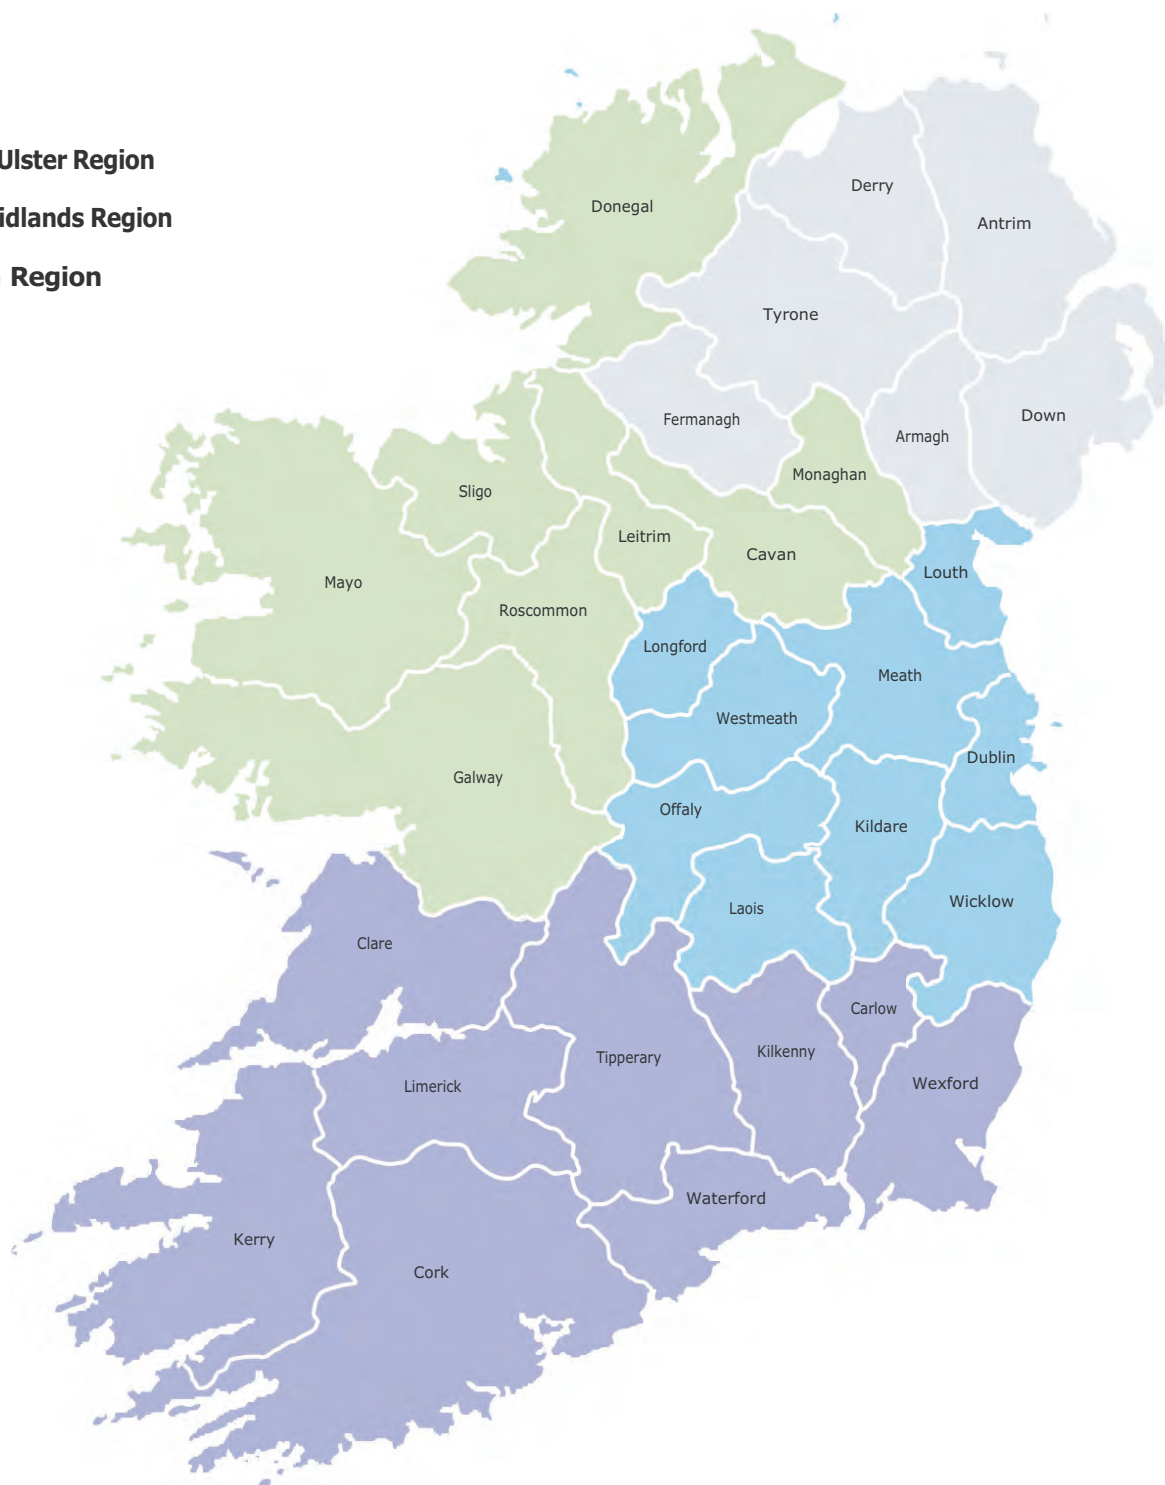 Ulster Region
idlands Region
Region
Donegal
Derry
Antrim
Tyrone
Fermanagh
Armagh
Down
Monaghan
Sligo
Leitrim
Cavan
Louth
Mayo
Roscommon
Longford
Meath
Westmeath
Dublin
Galway
Offaly
Kildare
Laois
Wicklow
Clare
Carlow
Tipperary
Kilkenny
Limerick
Wexford
Waterford
Kerry
Cork